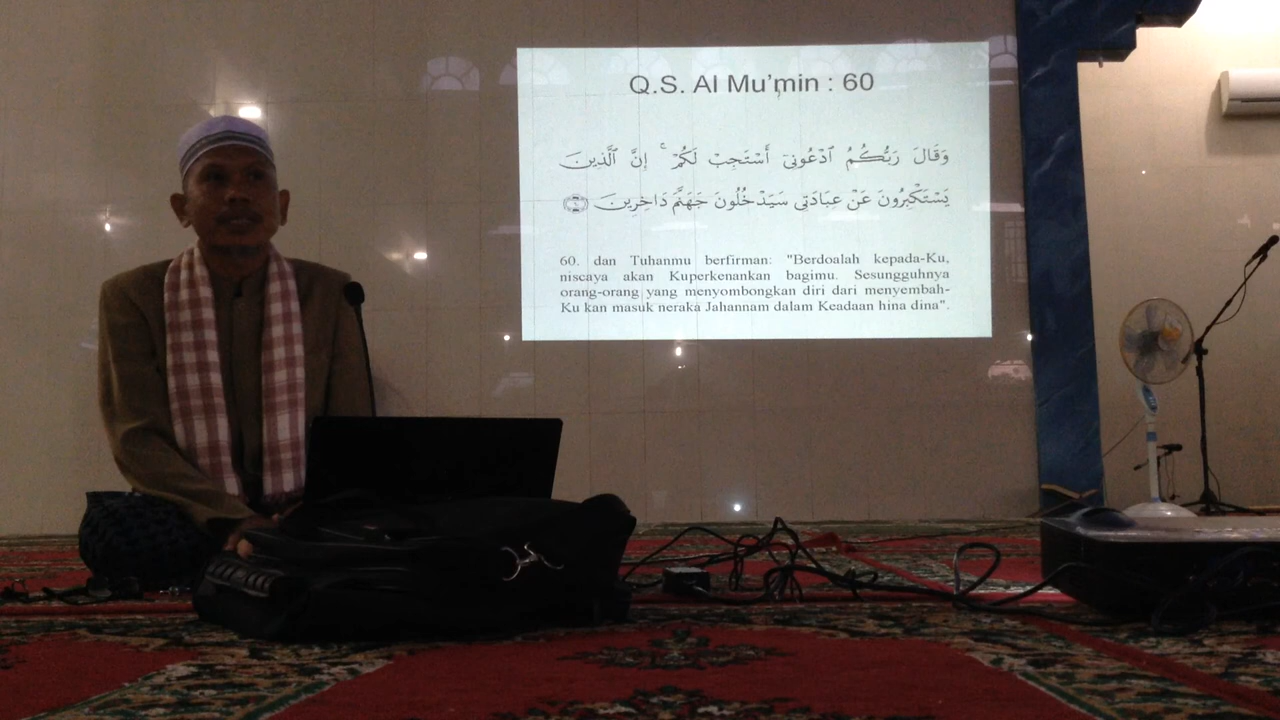 Q.S. Al Mu'min : 60
وَقَالَ رَبُّكُمُ ٱدْعُونِىٓ أَسْتَجِبْ لَكُمْ ۚ إِنَّ ٱلَّذِينَ
يَسْتَكْبِرُونَ عَنْ عِبَادَتِى سَيَدْخُلُونَ جَهَنَّمَ دَاخِرِينَ
60. dan Tuhanmu berfirman: "Berdoalah kepada-Ku,
niscaya akan Kuperkenankan bagimu. Sesungguhnya
orang-orang yang menyombongkan diri dari menyembah-
Ku kan masuk neraka Jahannam dalam Keadaan hina dina".